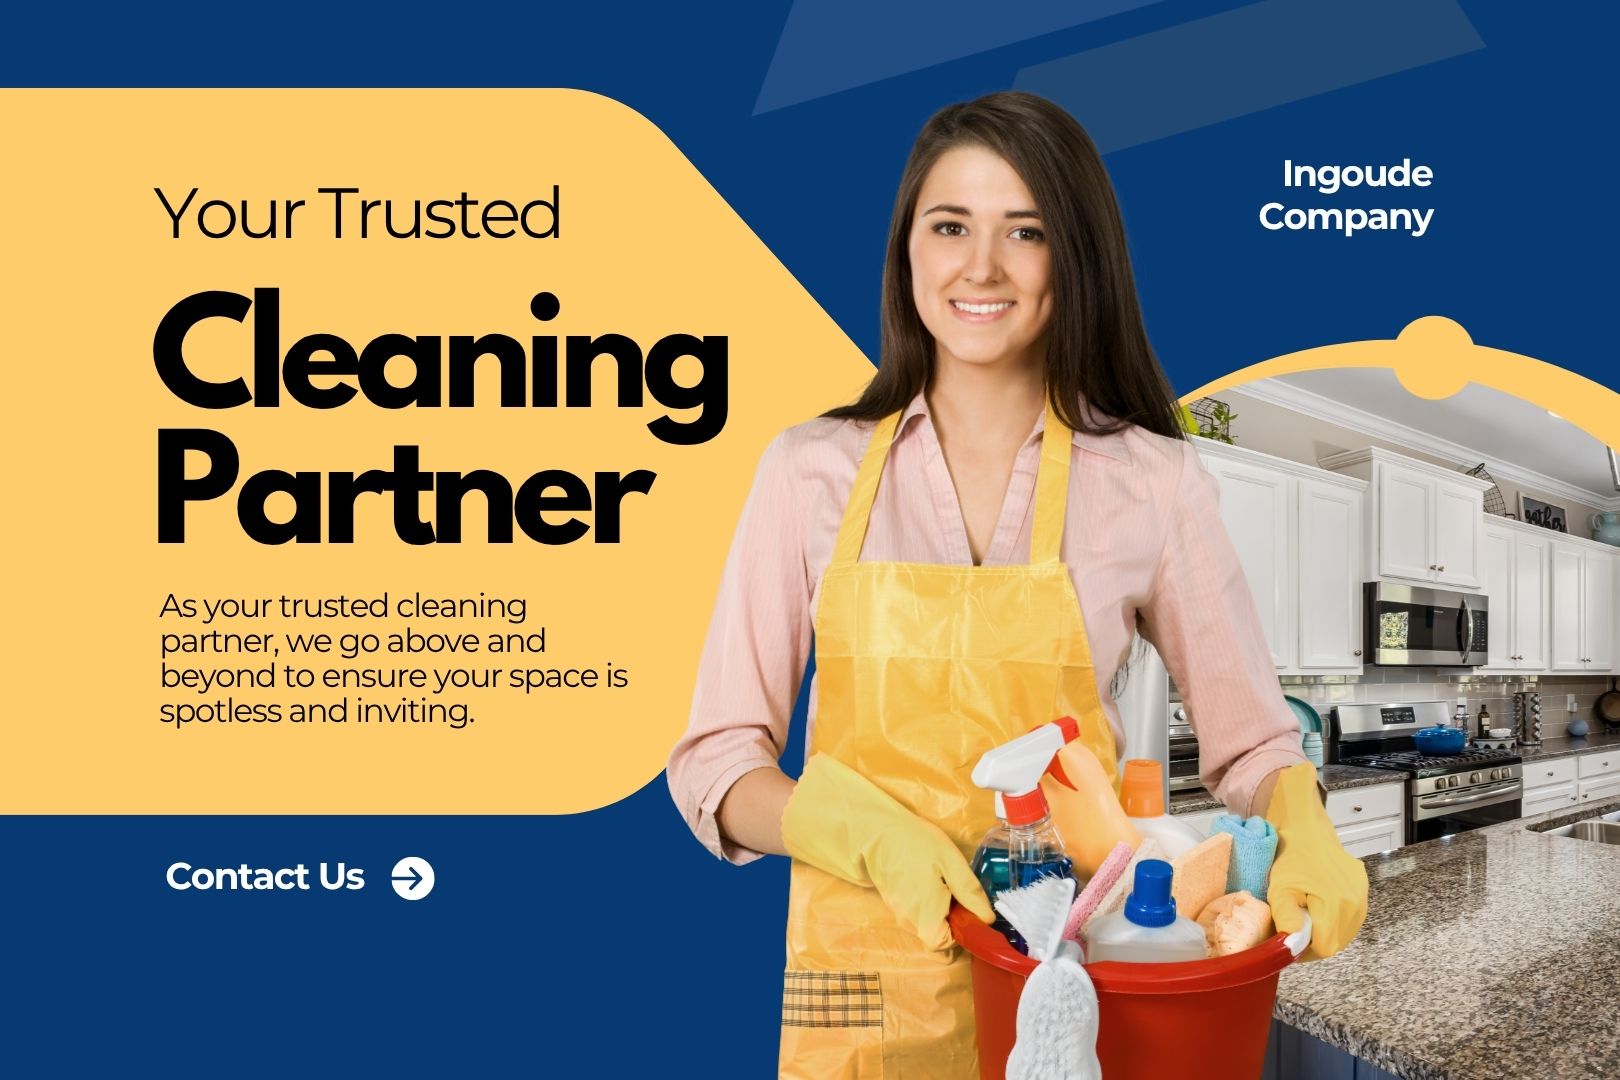 Your Trusted
Cleaning
Partner
As your trusted cleaning
partner, we go above and
beyond to ensure your space is
spotless and inviting.
Contact Us
Ingoude
Company
gather